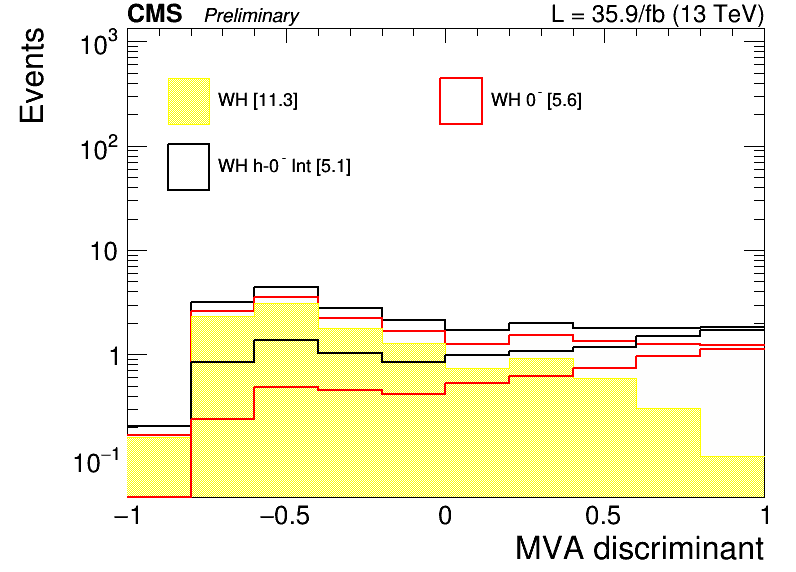 CMS Preliminary L = 35.9/fb (13 TeV)
Events
10³
10²
10
1
10⁻¹
WH [11.3]
WH 0⁻ [5.6]
WH h-0⁻ Int [5.1]
−1 −0.5 0 0.5 1
MVA discriminant